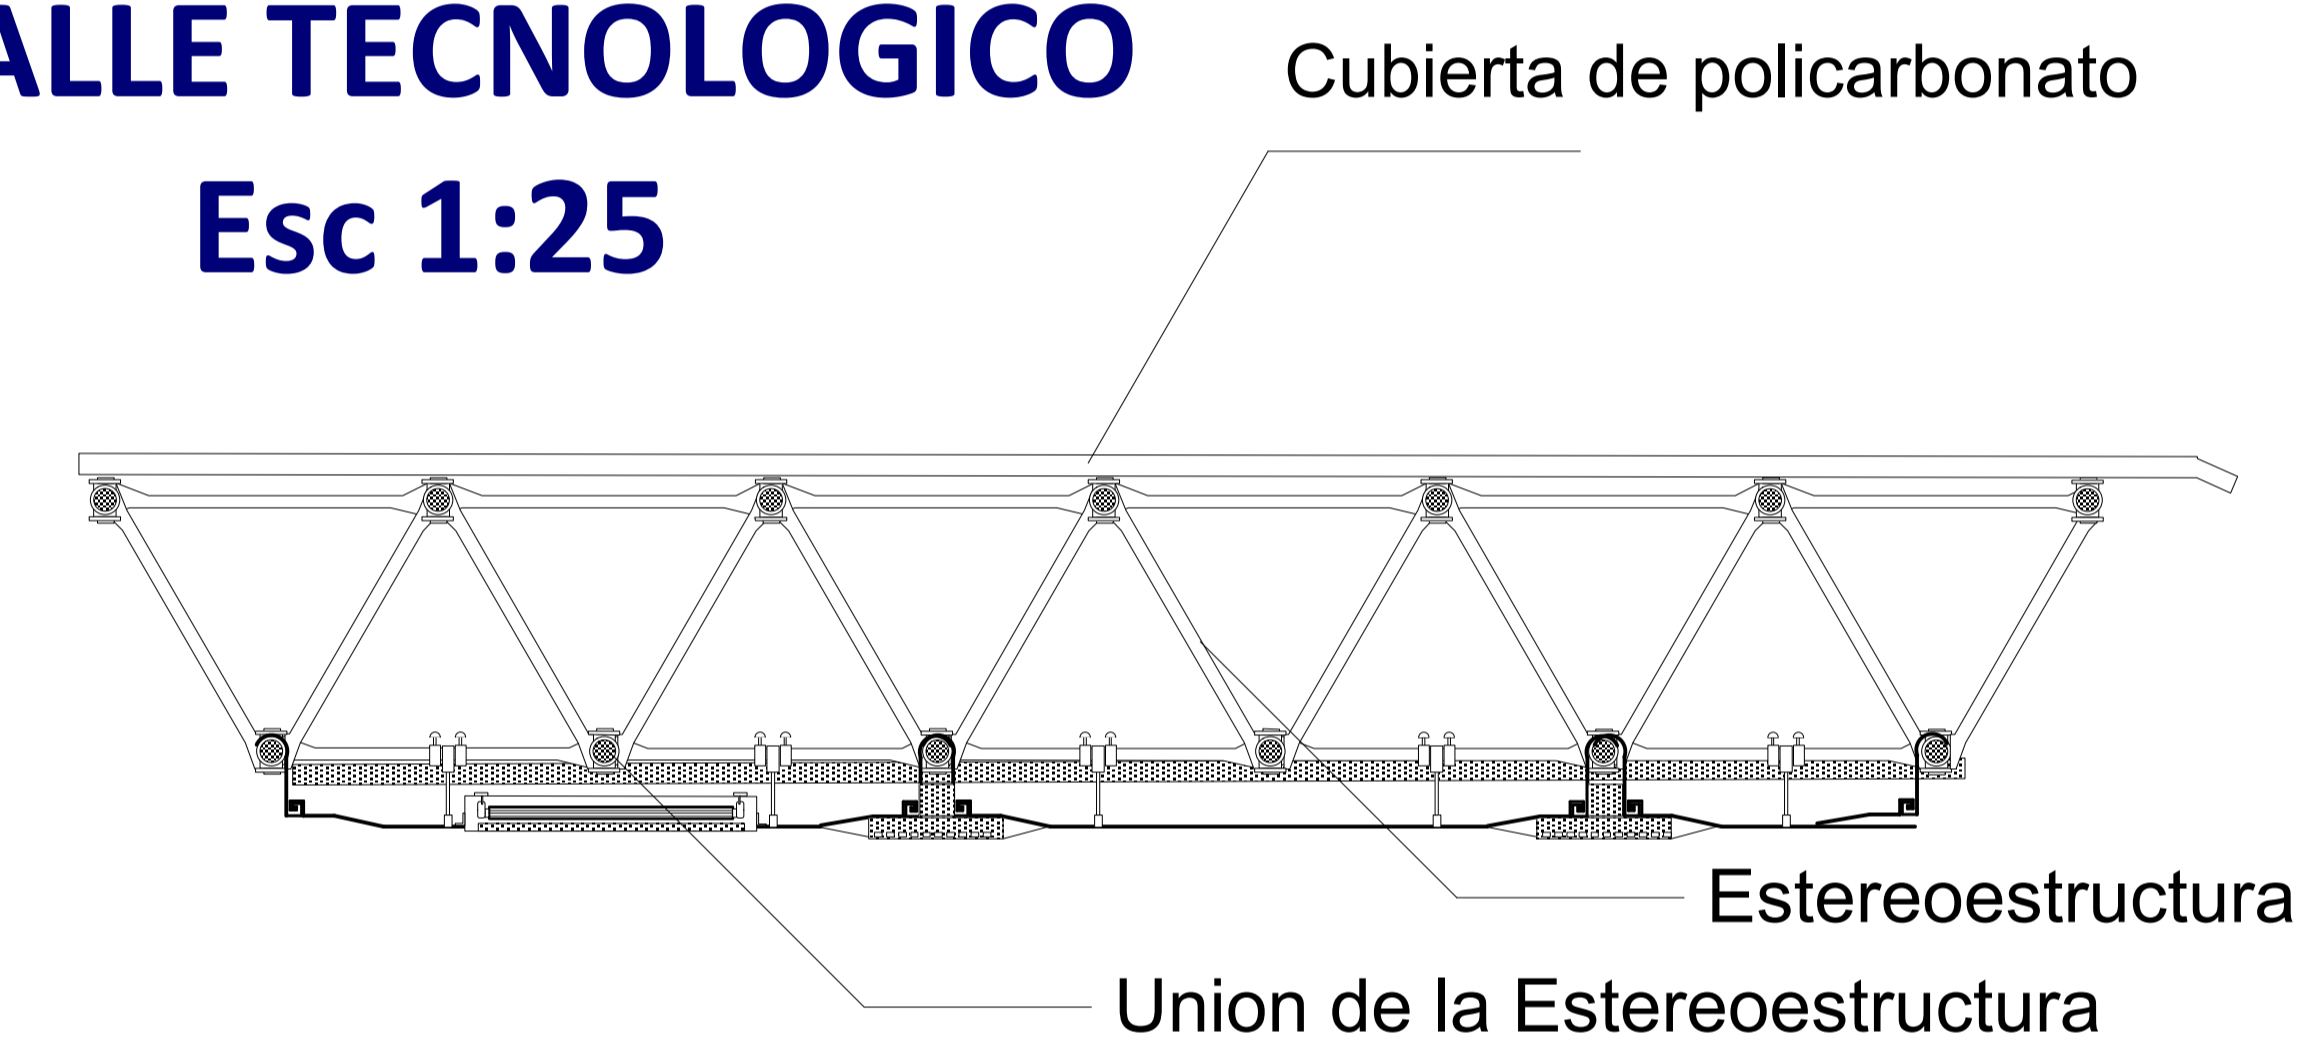 ALLE TECNOLOGICO
Esc 1:25
Cubierta de policarbonato
Estereoestructura
Union de la Estereoestructura